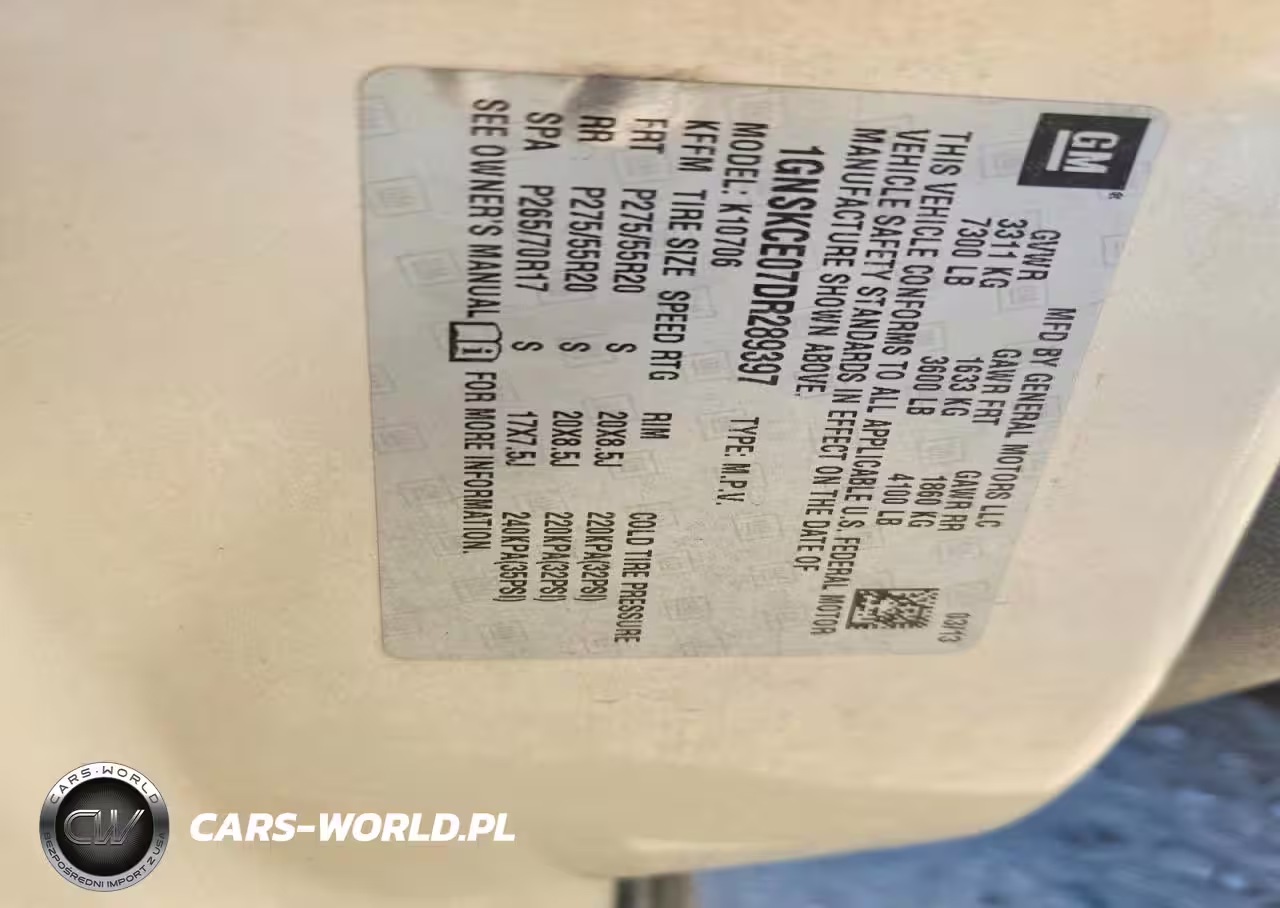 GM ®
MFD BY GENERAL MOTORS LLC 03/13
GVWR GAWR FRT GAWR RR
3311 KG 1633 KG 1860 KG
7300 LB 3600 LB 4100 LB
THIS VEHICLE CONFORMS TO ALL APPLICABLE U.S. FEDERAL MOTOR
VEHICLE SAFETY STANDARDS IN EFFECT ON THE DATE OF
MANUFACTURE SHOWN ABOVE.
1GNSKCE07DR289397 TYPE: M.P.V.
MODEL: K10706
KFFM TIRE SIZE SPEED RTG RIM COLD TIRE PRESSURE
FRT P275/55R20 S 20X8.5J 220KPA(32PSI)
RR P275/55R20 S 20X8.5J 220KPA(32PSI)
SPA P265/70R17 S 17X7.5J 240KPA(35PSI)
SEE OWNER'S MANUAL FOR MORE INFORMATION.
CARS-WORLD
CW
BEZPOŚREDNI IMPORT Z USA
CARS-WORLD.PL